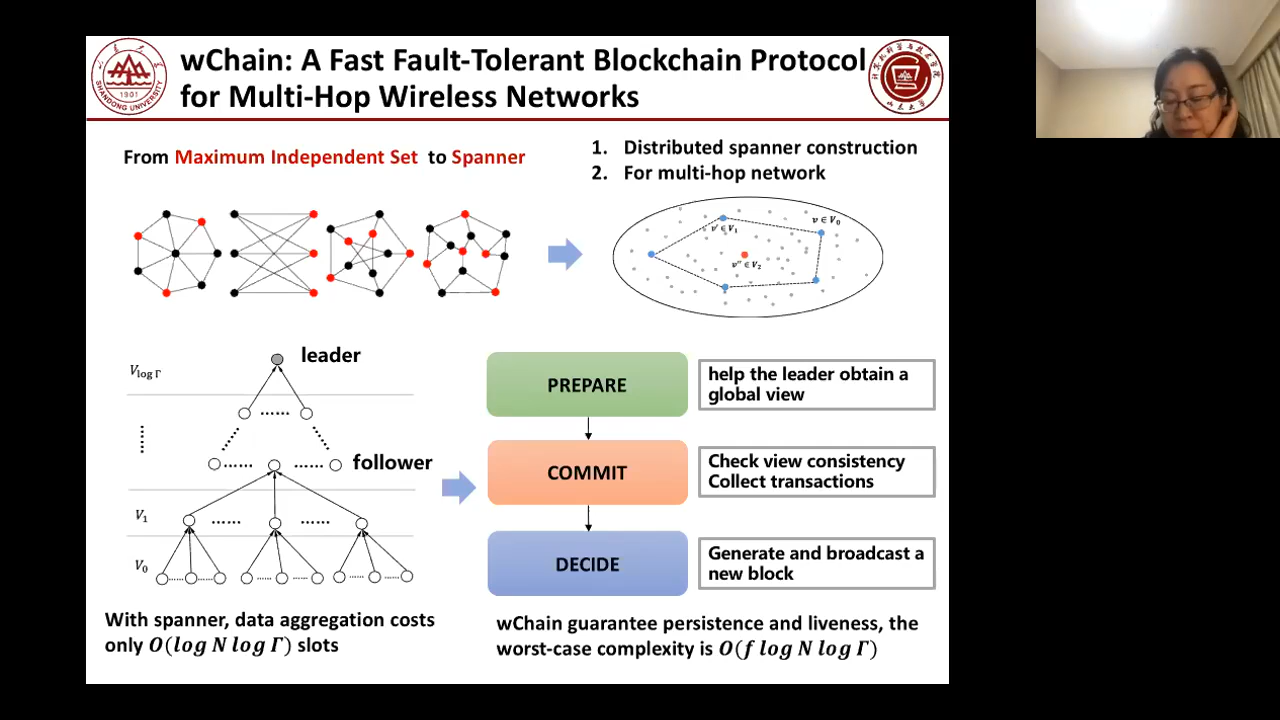 wChain: A Fast Fault-Tolerant Blockchain Protocol
for Multi-Hop Wireless Networks
SHANDONG UNIVERSITY
1901
From Maximum Independent Set to Spanner
1. Distributed spanner construction
2. For multi-hop network
v ∈ V₀
v' ∈ V₁
v'' ∈ V₂
leader
V_log Γ
follower
V₁
V₀
With spanner, data aggregation costs
only O(log N log Γ) slots
PREPARE
help the leader obtain a
global view
COMMIT
Check view consistency
Collect transactions
DECIDE
Generate and broadcast a
new block
wChain guarantee persistence and liveness, the
worst-case complexity is O(f log N log Γ)